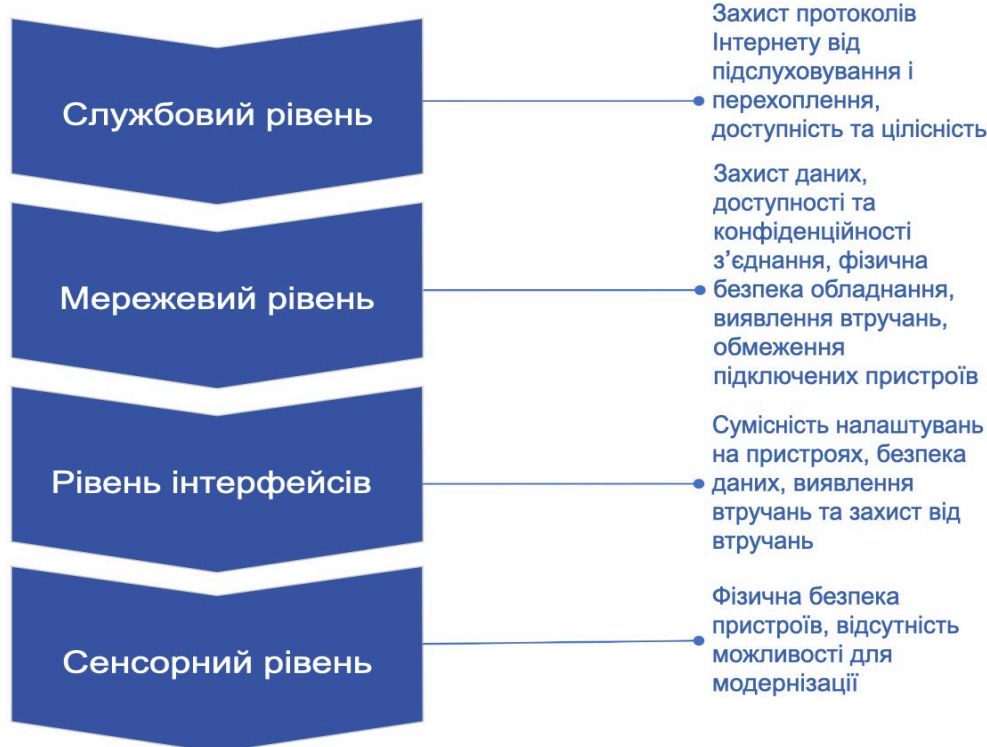 Службовий рівень
Захист протоколів
Інтернету від
підслуховування і
перехоплення,
доступність та цілісність
Мережевий рівень
Захист даних,
доступності та
конфіденційності
з’єднання, фізична
безпека обладнання,
виявлення втручань,
обмеження
підключених пристроїв
Рівень інтерфейсів
Сумісність налаштувань
на пристроях, безпека
даних, виявлення
втручань та захист від
втручань
Сенсорний рівень
Фізична безпека
пристроїв, відсутність
можливості для
модернізації